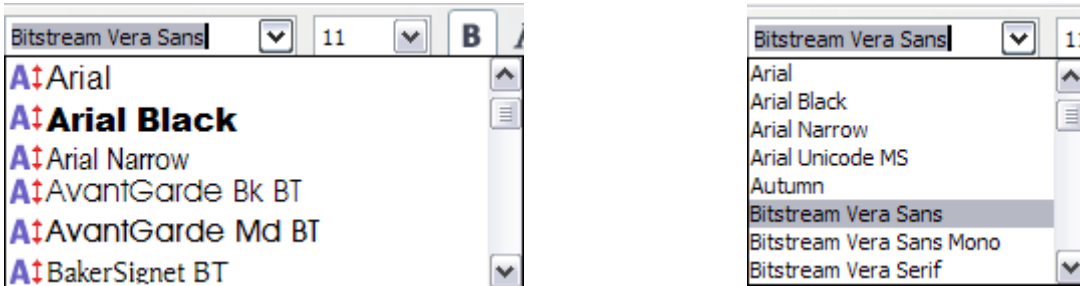 Bitstream Vera Sans 11 B
Arial
Arial Black
Arial Narrow
AvantGarde Bk BT
AvantGarde Md BT
BakerSignet BT
Bitstream Vera Sans
Arial
Arial Black
Arial Narrow
Arial Unicode MS
Autumn
Bitstream Vera Sans
Bitstream Vera Sans Mono
Bitstream Vera Serif